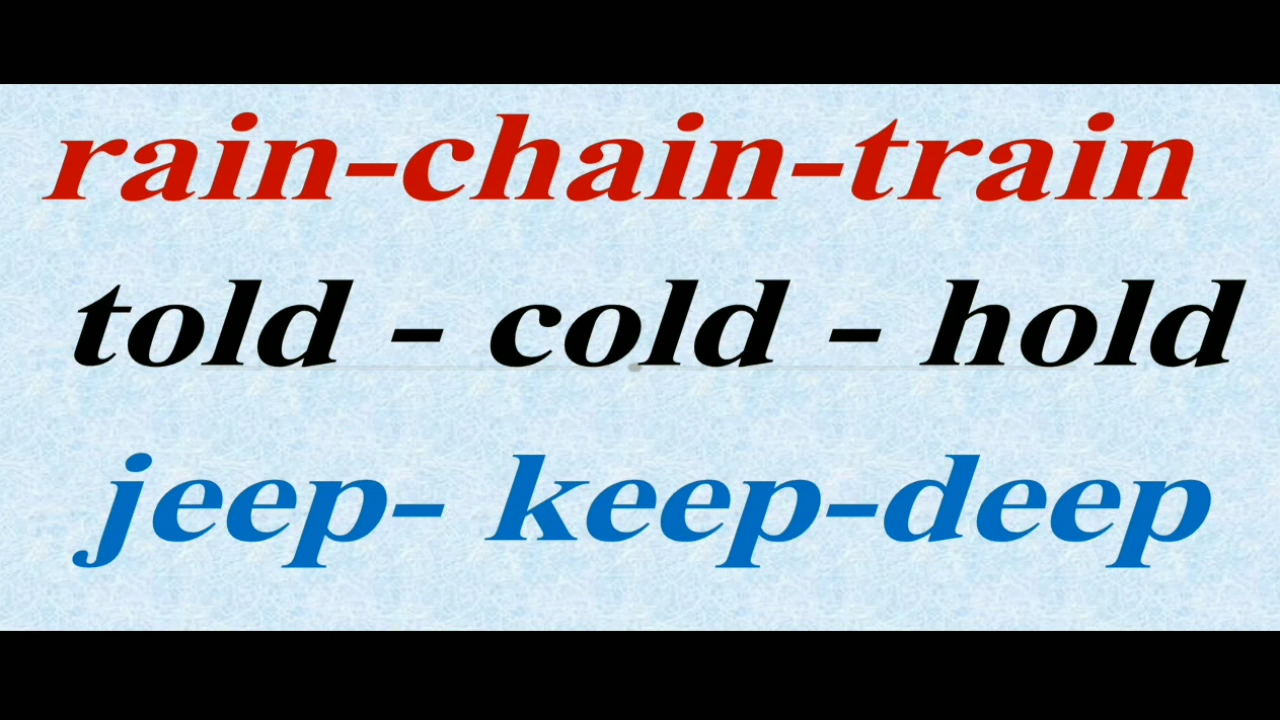 rain-chain-train
told - cold - hold
jeep- keep-deep